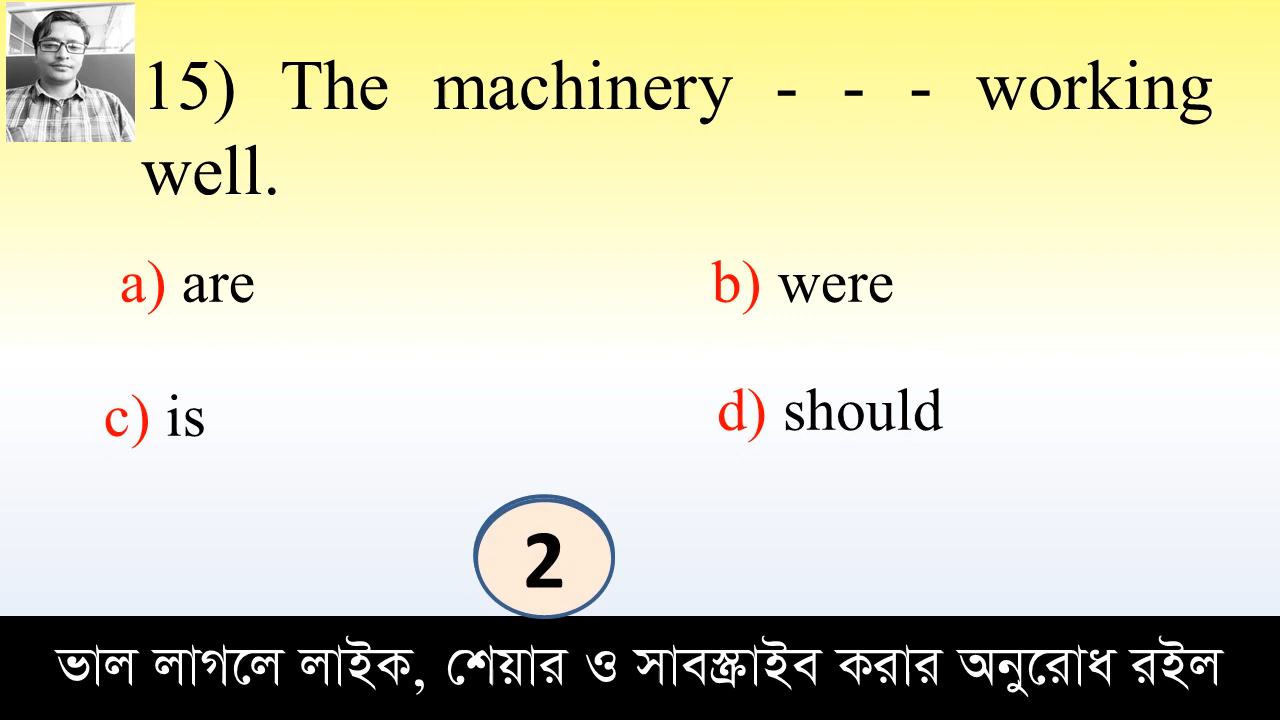 15) The machinery - - - working
well.
a) are b) were
c) is d) should
2
ভাল লাগলে লাইক, শেয়ার ও সাবস্ক্রাইব করার অনুরোধ রইল